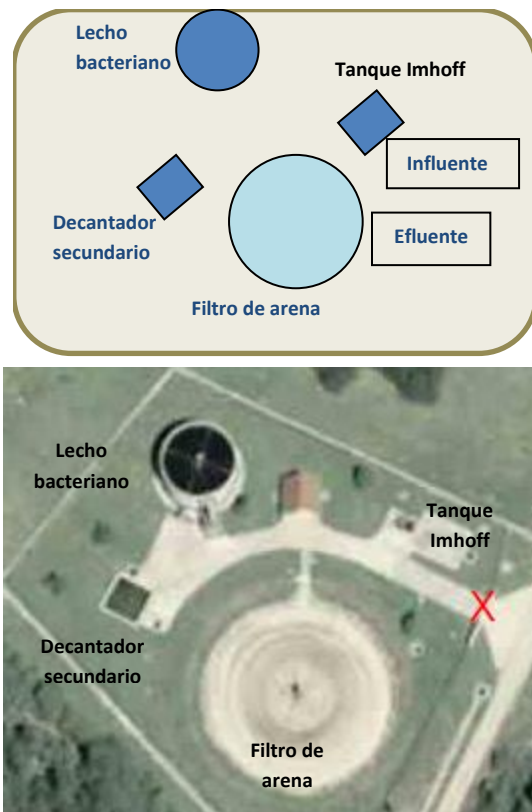 Lecho
bacteriano
Tanque Imhoff
Influente
Decantador
secundario
Efluente
Filtro de arena
Lecho
bacteriano
Tanque
Imhoff
X
Decantador
secundario
Filtro de
arena